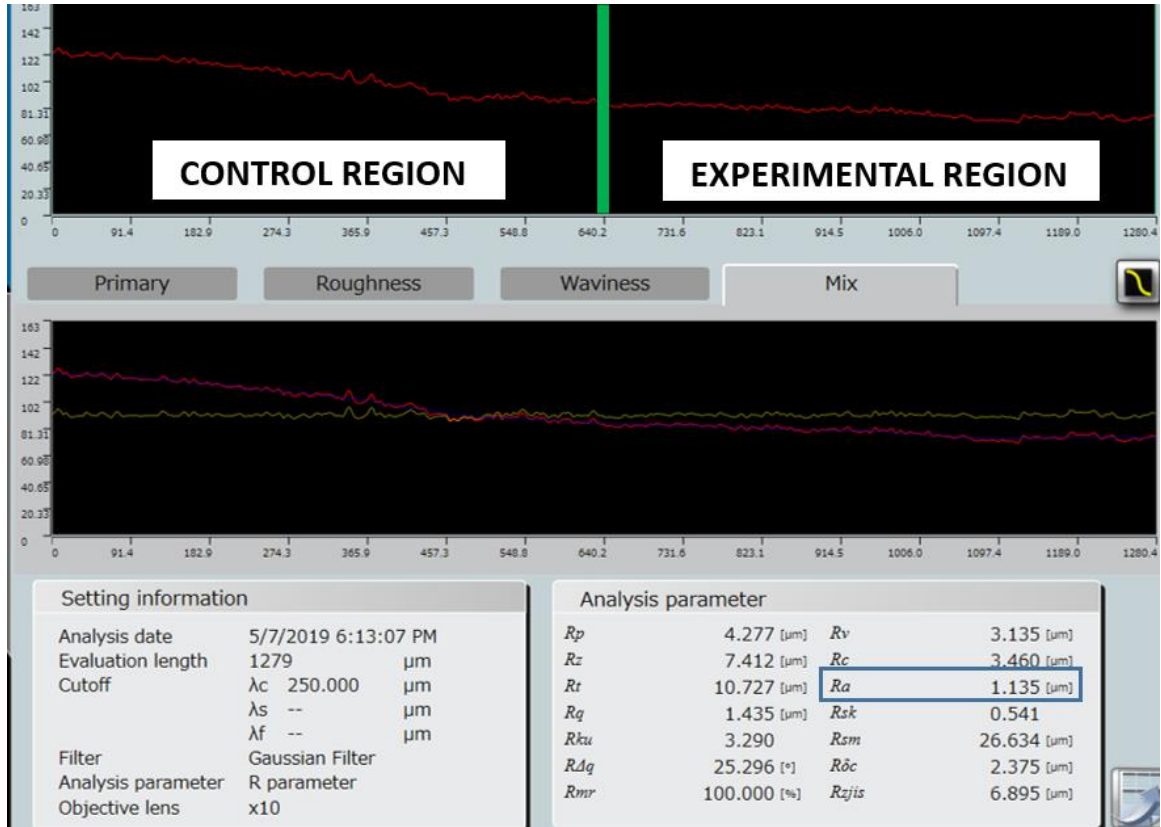 163
142
122
102
81.31
60.98
40.65
20.33
0
CONTROL REGION
EXPERIMENTAL REGION
0 91.4 182.9 274.3 365.9 457.3 548.8 640.2 731.6 823.1 914.5 1006.0 1097.4 1189.0 1280.4
Primary Roughness Waviness Mix
163
142
122
102
81.31
60.98
40.65
20.33
0
0 91.4 182.9 274.3 365.9 457.3 548.8 640.2 731.6 823.1 914.5 1006.0 1097.4 1189.0 1280.4
Setting information
Analysis date 5/7/2019 6:13:07 PM
Evaluation length 1279 µm
Cutoff λc 250.000 µm
λs -- µm
λf -- µm
Filter Gaussian Filter
Analysis parameter R parameter
Objective lens x10
Analysis parameter
Rp 4.277 [µm] Rv 3.135 [µm]
Rz 7.412 [µm] Rc 3.460 [µm]
Rt 10.727 [µm] Ra 1.135 [µm]
Rq 1.435 [µm] Rsk 0.541
Rku 3.290 Rsm 26.634 [µm]
RΔq 25.296 [°] Rδc 2.375 [µm]
Rmr 100.000 [%] Rzjis 6.895 [µm]